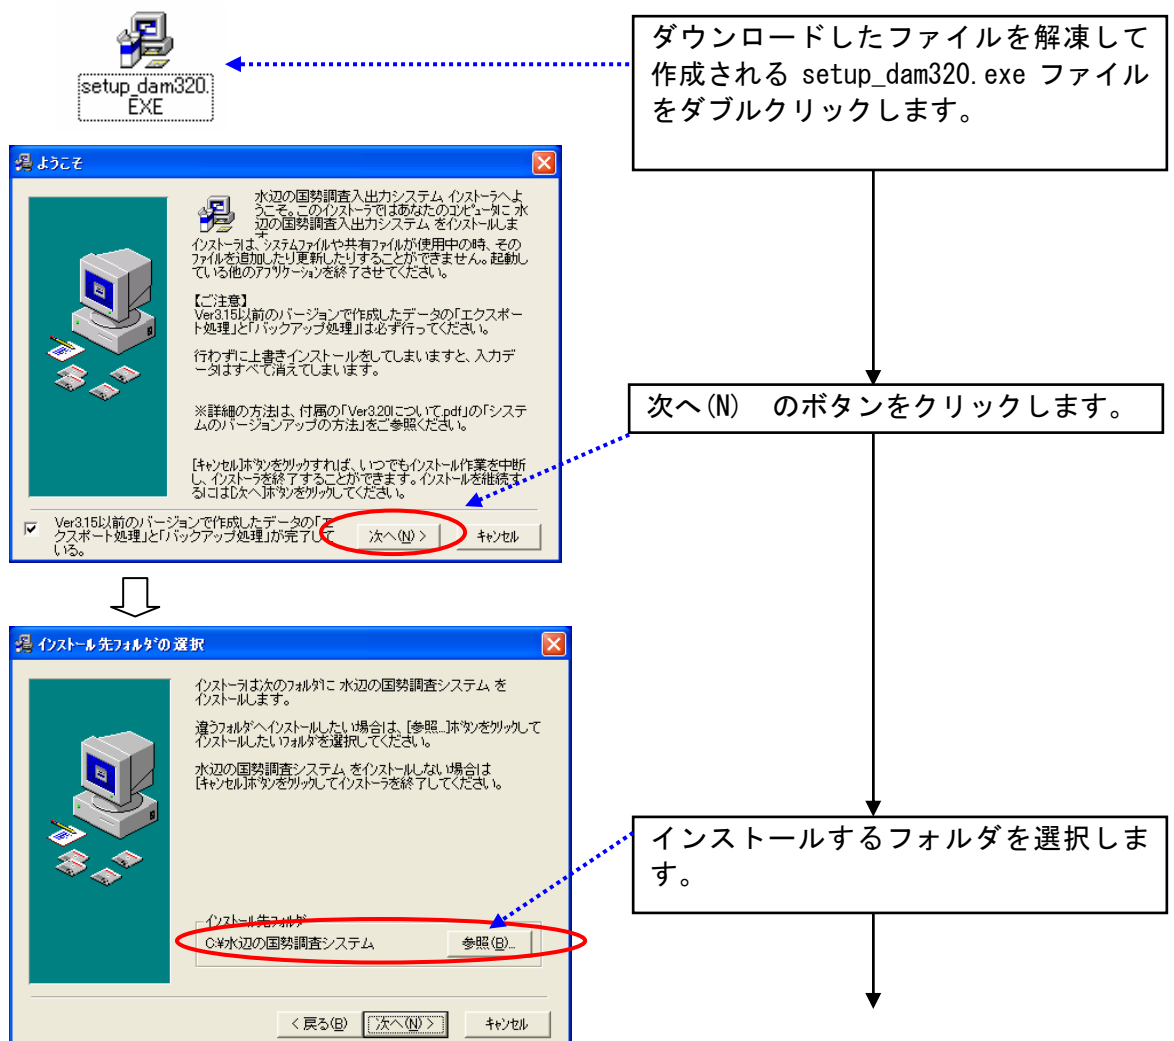 setup_dam320.
EXE
ダウンロードしたファイルを解凍して
作成される setup_dam320.exe ファイル
をダブルクリックします。
ようこそ
水辺の国勢調査入出力システム インストーラへよ
うこそ。このインストーラではあなたのコンピュータに 水
辺の国勢調査入出力システム をインストールしま
す
インストーラは、システムファイルや共有ファイルが使用中の時、その
ファイルを追加したり更新したりすることができません。起動し
ている他のアプリケーションを終了させてください。
【ご注意】
Ver3.15以前のバージョンで作成したデータの「エクスポー
ト処理」と「バックアップ処理」は必ず行ってください。
行わずに上書きインストールをしてしまいますと、入力デ
ータはすべて消えてしまいます。
※詳細の方法は、付属の「Ver3.20について.pdf」の「システ
ムのバージョンアップの方法」をご参照ください。
[キャンセル]ボタンをクリックすれば、いつでもインストール作業を中断
し、インストーラを終了することができます。インストールを継続す
るには[次へ]ボタンをクリックしてください。
Ver3.15以前のバージョンで作成したデータの「エ
クスポート処理」と「バックアップ処理」が完了して
いる。
次へ(N) >
キャンセル
次へ(N) のボタンをクリックします。
インストール先フォルダの選択
インストーラは次のフォルダに 水辺の国勢調査システム を
インストールします。
違うフォルダへインストールしたい場合は、[参照...]ボタンをクリックして
インストールしたいフォルダを選択してください。
水辺の国勢調査システム をインストールしない場合は
[キャンセル]ボタンをクリックしてインストーラを終了してください。
インストール先フォルダ
C:¥水辺の国勢調査システム
参照(B)...
インストールするフォルダを選択しま
す。
< 戻る(B)
次へ(N) >
キャンセル